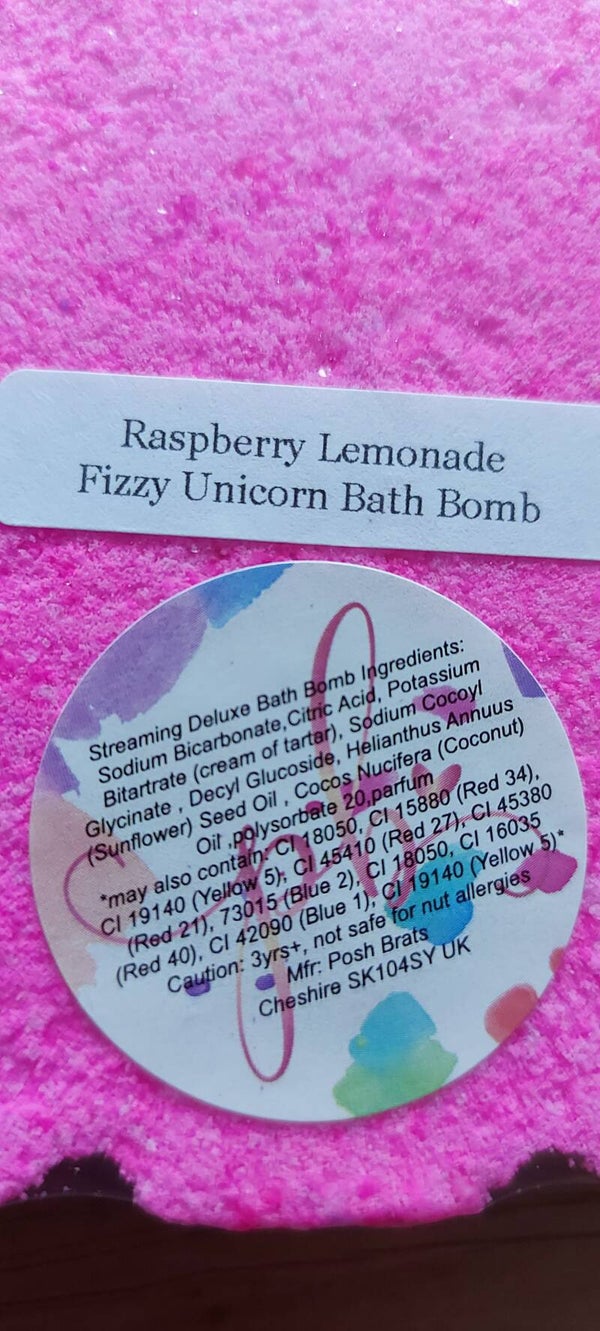 Raspberry Lemonade
Fizzy Unicorn Bath Bomb
Streaming Deluxe Bath Bomb Ingredients:
Sodium Bicarbonate,Citric Acid, Potassium
Bitartrate (cream of tartar), Sodium Cocoyl
Glycinate , Decyl Glucoside, Helianthus Annuus
(Sunflower) Seed Oil , Cocos Nucifera (Coconut)
Oil ,polysorbate 20,parfum
*may also contain: CI 18050, CI 15880 (Red 34),
CI 19140 (Yellow 5), CI 45410 (Red 27), CI 45380
(Red 21), 73015 (Blue 2), CI 18050, CI 16035
(Red 40), CI 42090 (Blue 1), CI 19140 (Yellow 5)*
Caution: 3yrs+, not safe for nut allergies
Mfr: Posh Brats
Cheshire SK104SY UK